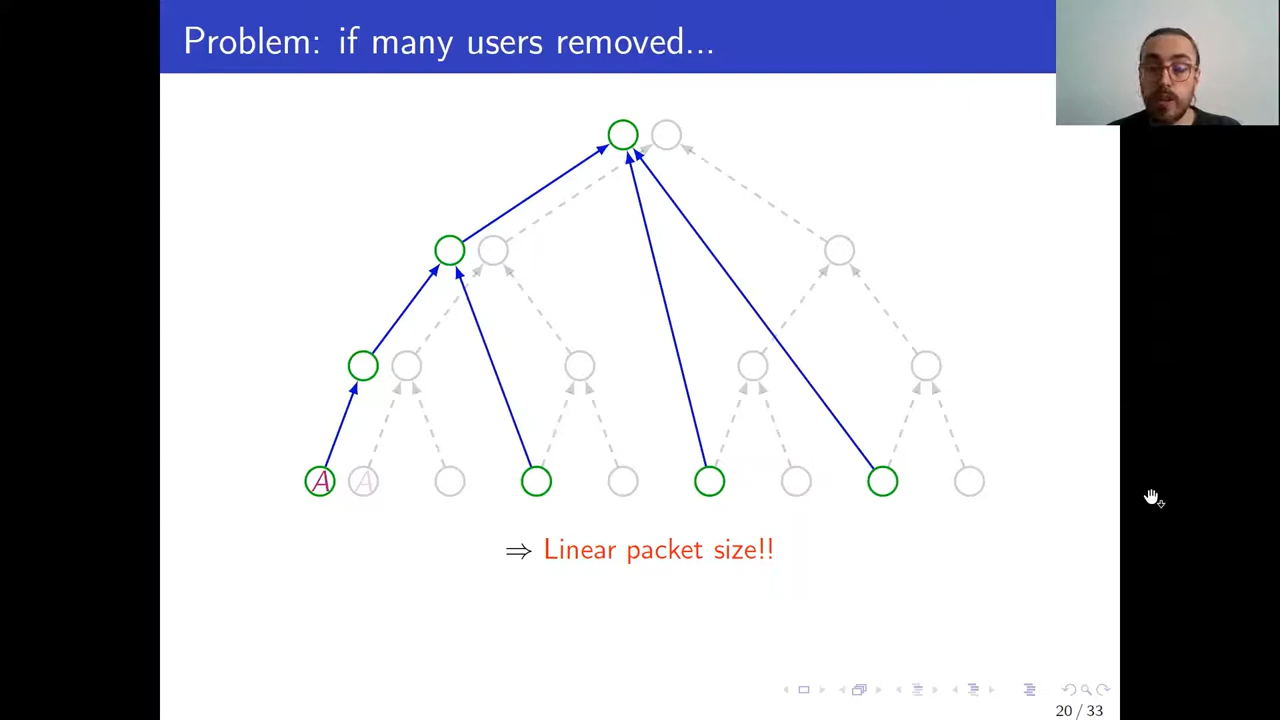 Problem: if many users removed...
A A
⇒ Linear packet size!!
20 / 33